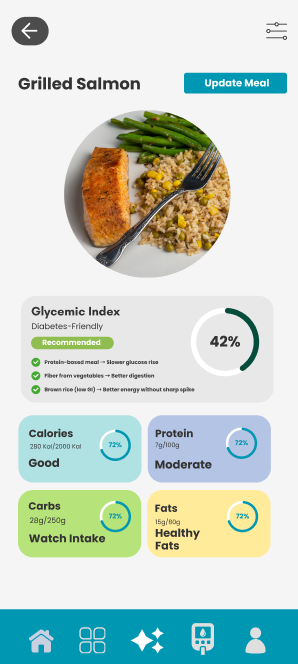 Grilled Salmon
Update Meal
Glycemic Index
Diabetes-Friendly
Recommended
Protein-based meal → Slower glucose rise
Fiber from vegetables → Better digestion
Brown rice (low GI) → Better energy without sharp spike
42%
Calories
280 Kal/2000 Kal
72%
Good
Protein
7g/100g
72%
Moderate
Carbs
28g/250g
72%
Watch Intake
Fats
15g/60g
72%
Healthy
Fats